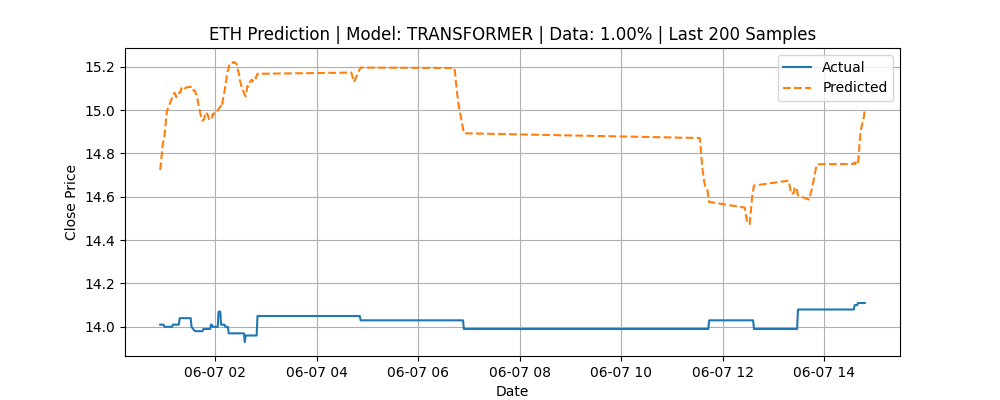 ETH Prediction | Model: TRANSFORMER | Data: 1.00% | Last 200 Samples
Actual
Predicted
Close Price
15.2
15.0
14.8
14.6
14.4
14.2
14.0
06-07 02
06-07 04
06-07 06
06-07 08
06-07 10
06-07 12
06-07 14
Date